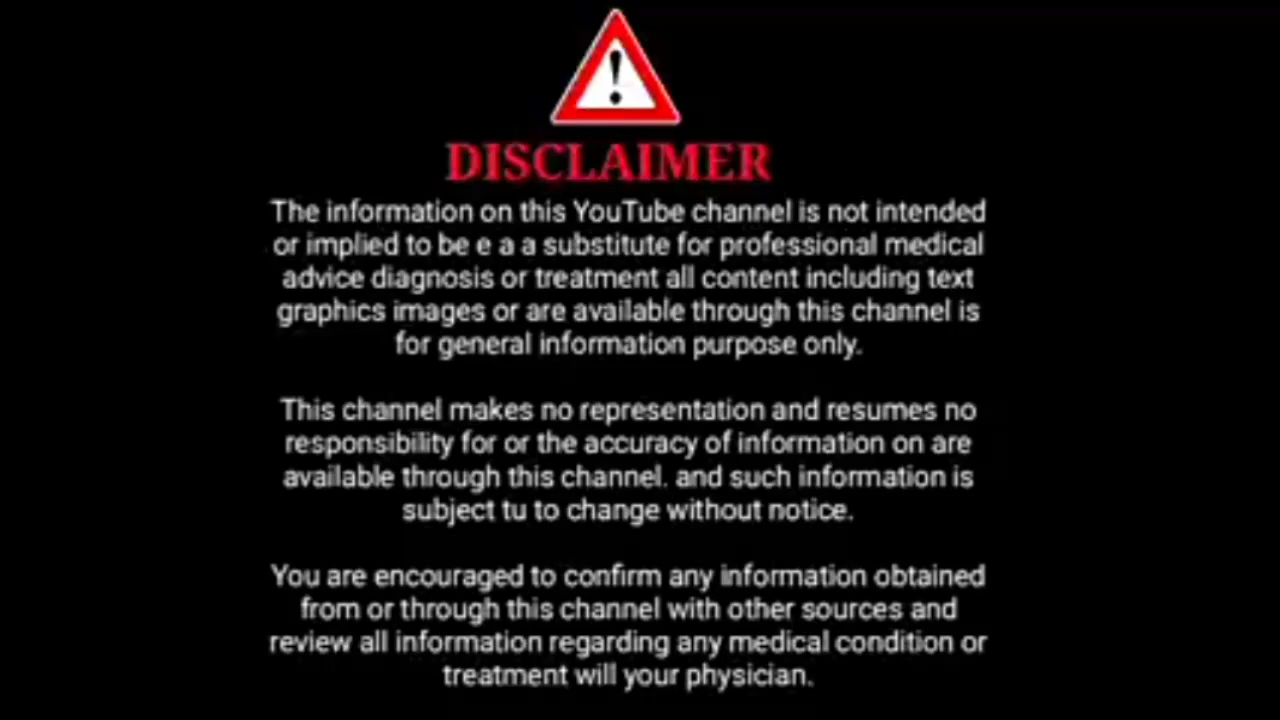 DISCLAIMER
The information on this YouTube channel is not intended
or implied to be e a a substitute for professional medical
advice diagnosis or treatment all content including text
graphics images or are available through this channel is
for general information purpose only.
This channel makes no representation and resumes no
responsibility for or the accuracy of information on are
available through this channel. and such information is
subject tu to change without notice.
You are encouraged to confirm any information obtained
from or through this channel with other sources and
review all information regarding any medical condition or
treatment will your physician.